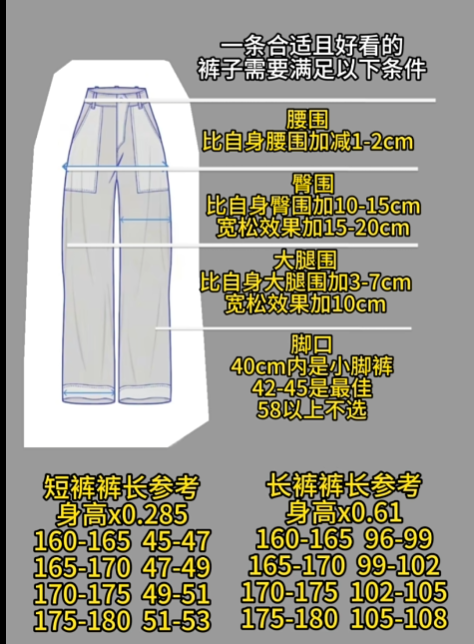 一条合适且好看的
裤子需要满足以下条件
腰围
比自身腰围加减1-2cm
臀围
比自身臀围加10-15cm
宽松效果加15-20cm
大腿围
比自身大腿围加3-7cm
宽松效果加10cm
脚口
40cm内是小脚裤
42-45是最佳
58以上不选
短裤裤长参考
身高x0.285
160-165 45-47
165-170 47-49
170-175 49-51
175-180 51-53
长裤裤长参考
身高x0.61
160-165 96-99
165-170 99-102
170-175 102-105
175-180 105-108